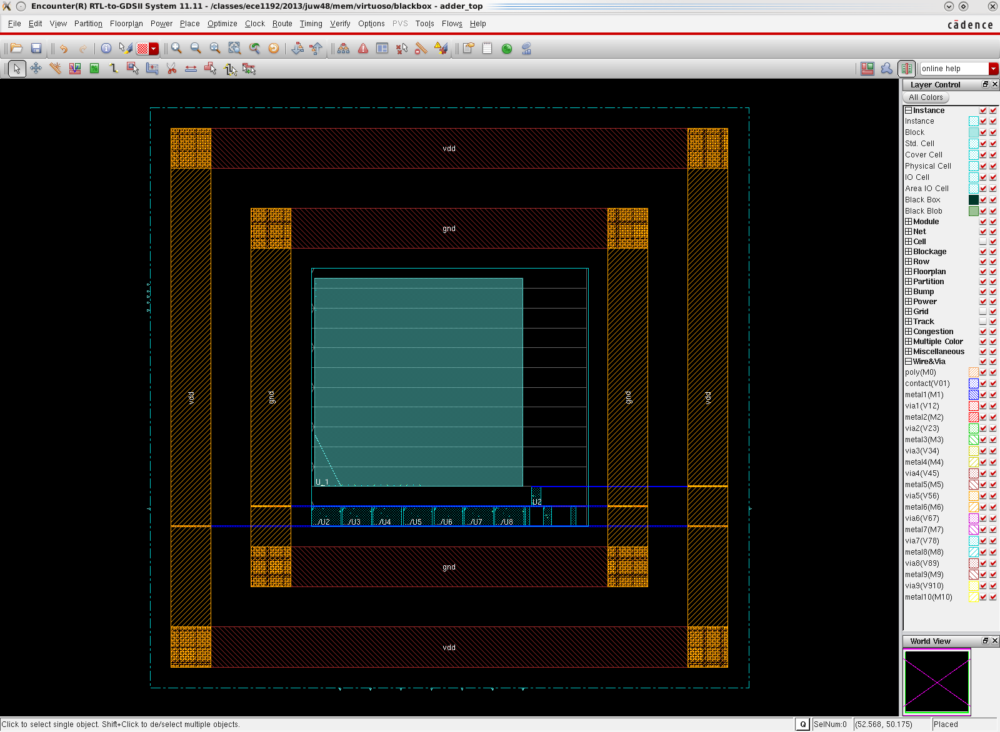 Encounter(R) RTL-to-GDSII System 11.11 - /classes/ece1192/2013/juw48/mem/virtuoso/blackbox - adder_top
File Edit View Partition Floorplan Power Place Optimize Clock Route Timing Verify Options PVS Tools Flows Help
cādence
online help
Layer Control
All Colors
Instance
Instance
Block
Std. Cell
Cover Cell
Physical Cell
IO Cell
Area IO Cell
Black Box
Black Blob
Module
Net
Cell
Blockage
Row
Floorplan
Partition
Bump
Power
Grid
Track
Congestion
Multiple Color
Miscellaneous
Wire&Via
poly(M0)
contact(V01)
metal1(M1)
via1(V12)
metal2(M2)
via2(V23)
metal3(M3)
via3(V34)
metal4(M4)
via4(V45)
metal5(M5)
via5(V56)
metal6(M6)
via6(V67)
metal7(M7)
via7(V78)
metal8(M8)
via8(V89)
metal9(M9)
via9(V910)
metal10(M10)
World View
vdd
gnd
vdd
gnd
gnd
vdd
U_1
U2
.../U2 .../U3 .../U4 .../U5 .../U6 .../U7 .../U8
gnd
vdd
Click to select single object. Shift+Click to de/select multiple objects.
Q
SelNum:0
(52.568, 50.175)
Placed